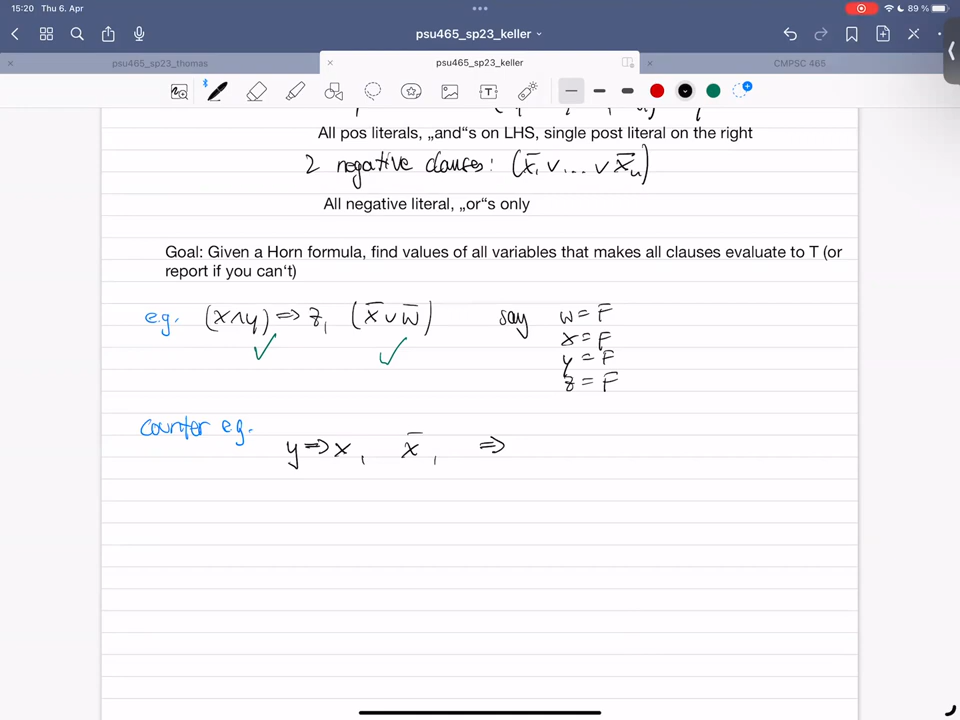 15:20 Thu 6. Apr
89 %
psu465_sp23_keller
psu465_sp23_thomas
psu465_sp23_keller
CMPSC 465
All pos literals, „and“s on LHS, single post literal on the right
2 negative clauses: (x̄₁ ∨ ... ∨ x̄ₙ)
All negative literal, „or“s only
Goal: Given a Horn formula, find values of all variables that makes all clauses evaluate to T (or
report if you can‘t)
e.g. (x∧y) ⇒ z, (x̄ ∨ w̄) say w = F
✓ ✓ x = F
y = F
z = F
counter e.g.
y ⇒ x, x̄, ⇒